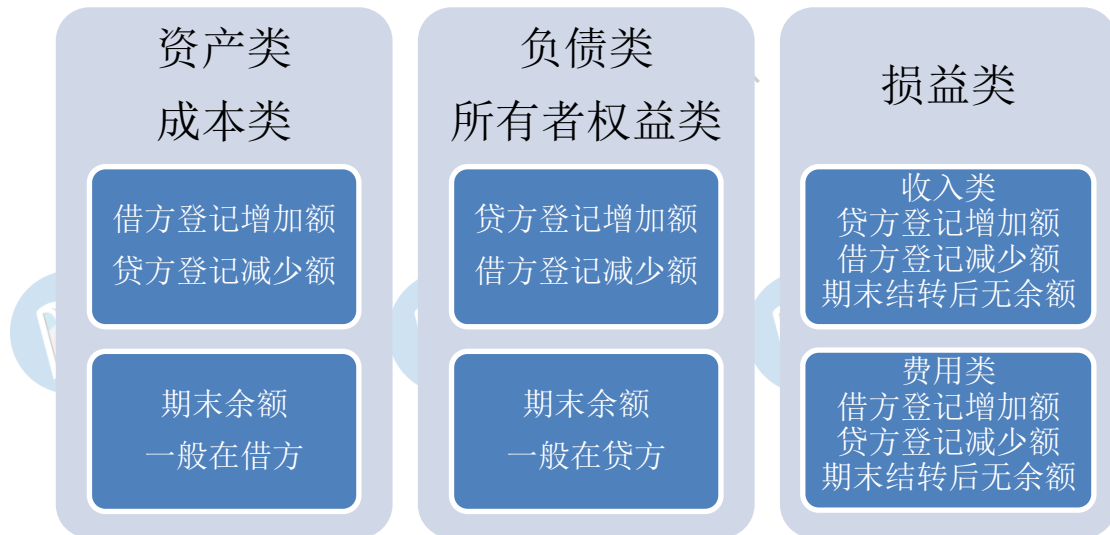 资产类
成本类
借方登记增加额
贷方登记减少额
期末余额
一般在借方
负债类
所有者权益类
贷方登记增加额
借方登记减少额
期末余额
一般在贷方
损益类
收入类
贷方登记增加额
借方登记减少额
期末结转后无余额
费用类
借方登记增加额
贷方登记减少额
期末结转后无余额